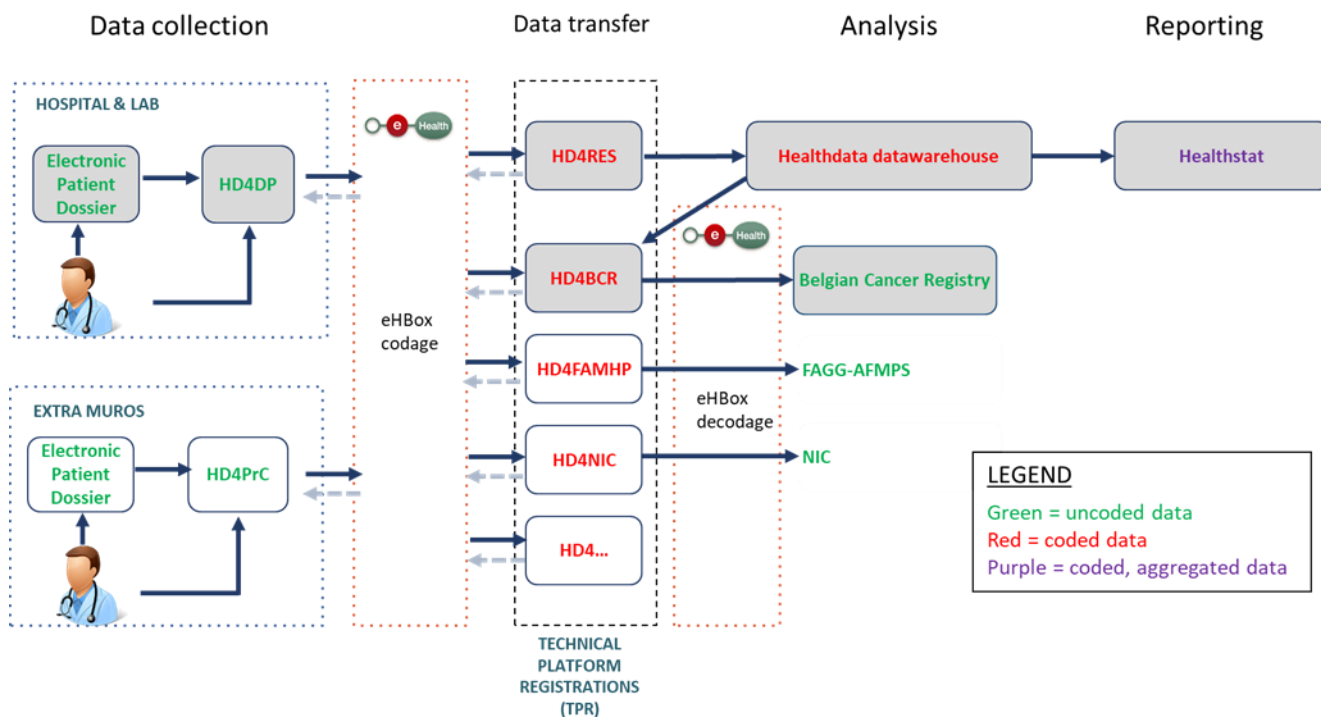 Data collection
Data transfer
Analysis
Reporting
HOSPITAL & LAB
Electronic
Patient
Dossier
HD4DP
e Health
eHBox
codage
HD4RES
Healthdata datawarehouse
Healthstat
e Health
HD4BCR
Belgian Cancer Registry
HD4FAMHP
FAGG-AFMPS
eHBox
decodage
HD4NIC
NIC
HD4...
EXTRA MUROS
Electronic
Patient
Dossier
HD4PrC
TECHNICAL
PLATFORM
REGISTRATIONS
(TPR)
LEGEND
Green = uncoded data
Red = coded data
Purple = coded, aggregated data